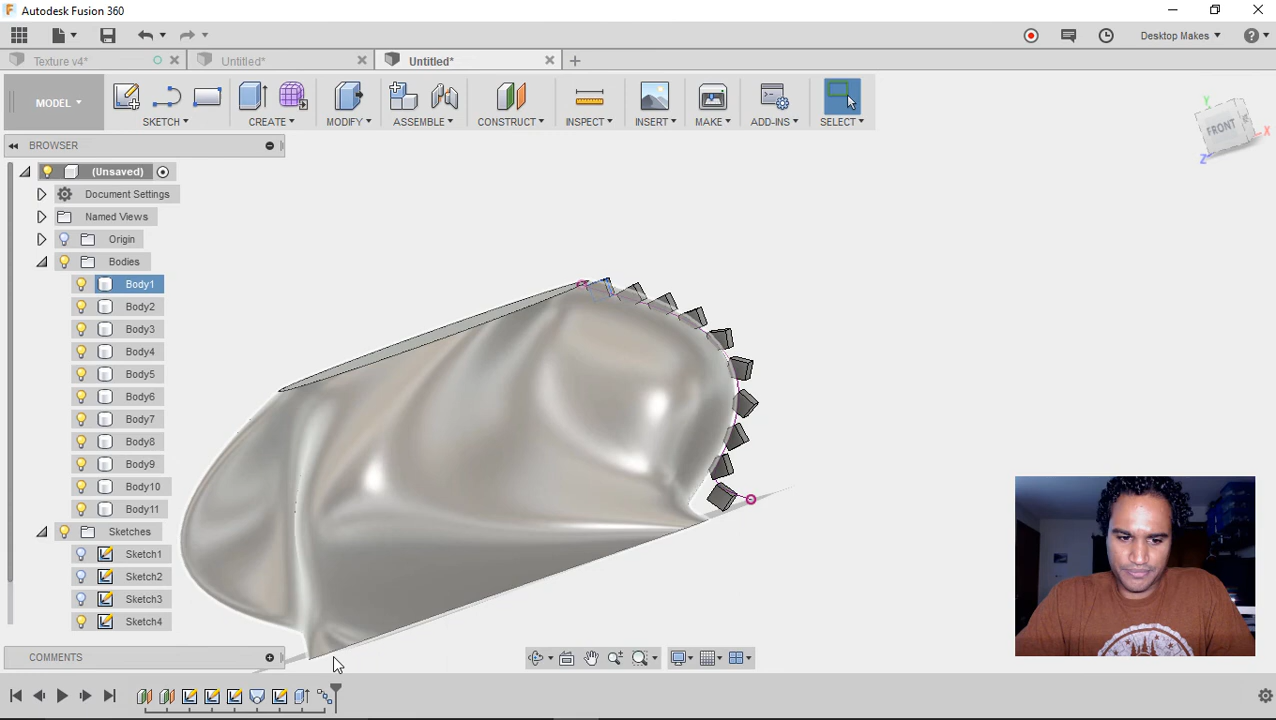 Autodesk Fusion 360
Desktop Makes
Texture v4*
Untitled*
Untitled*
MODEL
SKETCH
CREATE
MODIFY
ASSEMBLE
CONSTRUCT
INSPECT
INSERT
MAKE
ADD-INS
SELECT
Y
FRONT
X
Z
BROWSER
(Unsaved)
Document Settings
Named Views
Origin
Bodies
Body1
Body2
Body3
Body4
Body5
Body6
Body7
Body8
Body9
Body10
Body11
Sketches
Sketch1
Sketch2
Sketch3
Sketch4
COMMENTS